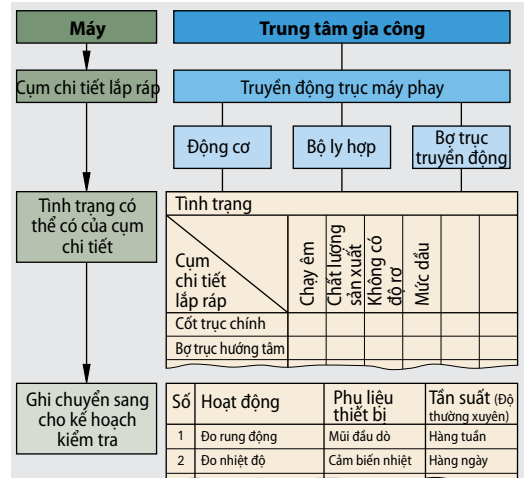 Máy
Trung tâm gia công
Cụm chi tiết lắp ráp
Truyền động trục máy phay
Động cơ
Bộ ly hợp
Bợ trục
truyền động
Tình trạng có
thể có của cụm
chi tiết
Tình trạng
Cụm
chi tiết
lắp ráp
Chạy êm
Chất lượng
sản xuất
Không có
độ rơ
Mức dầu
Cốt trục chính
Bợ trục hướng tâm
Ghi chuyển sang
cho kế hoạch
kiểm tra
Số
Hoạt động
Phụ liệu
thiết bị
Tần suất (Độ
thường xuyên)
1 Đo rung động Mũi đầu dò Hàng tuần
2 Đo nhiệt độ Cảm biến nhiệt Hàng ngày